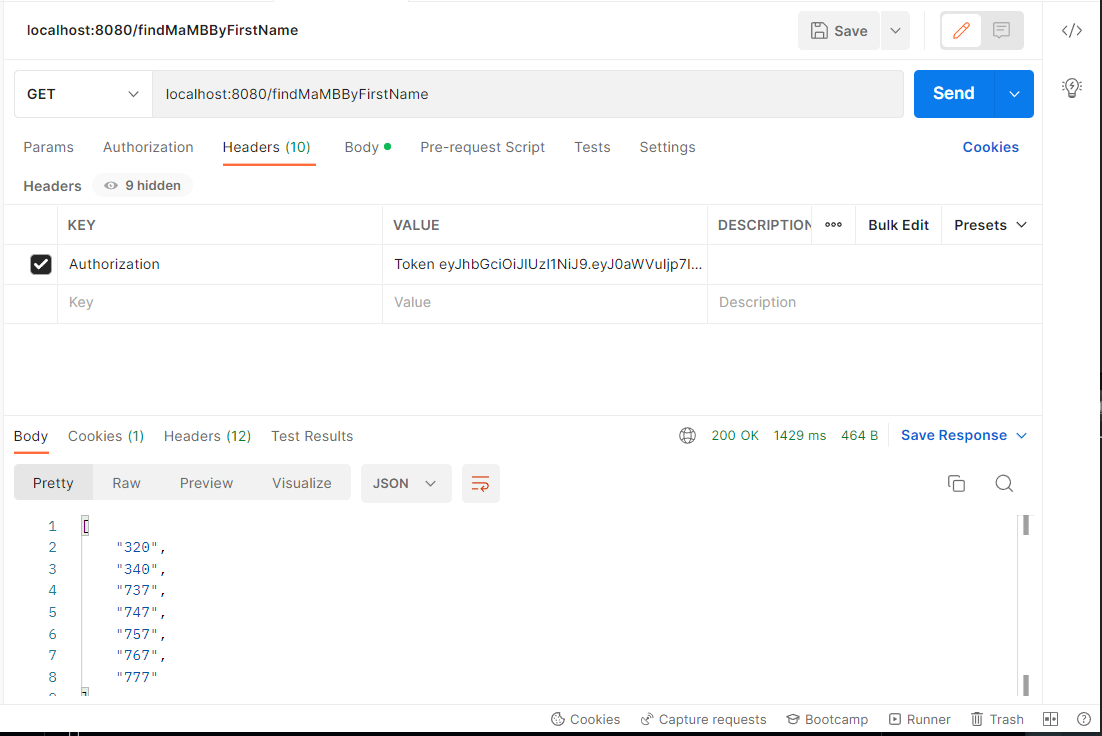 localhost:8080/findMaMBByFirstName
Save
GET
localhost:8080/findMaMBByFirstName
Send
Params Authorization Headers (10) Body Pre-request Script Tests Settings Cookies
Headers 9 hidden
KEY VALUE DESCRIPTION Bulk Edit Presets
Authorization Token eyJhbGciOiJIUzI1NiJ9.eyJ0aWVuIjp7I...
Key Value Description
Body Cookies (1) Headers (12) Test Results 200 OK 1429 ms 464 B Save Response
Pretty Raw Preview Visualize JSON
1 [
2 "320",
3 "340",
4 "737",
5 "747",
6 "757",
7 "767",
8 "777"
9 ]
Cookies Capture requests Bootcamp Runner Trash